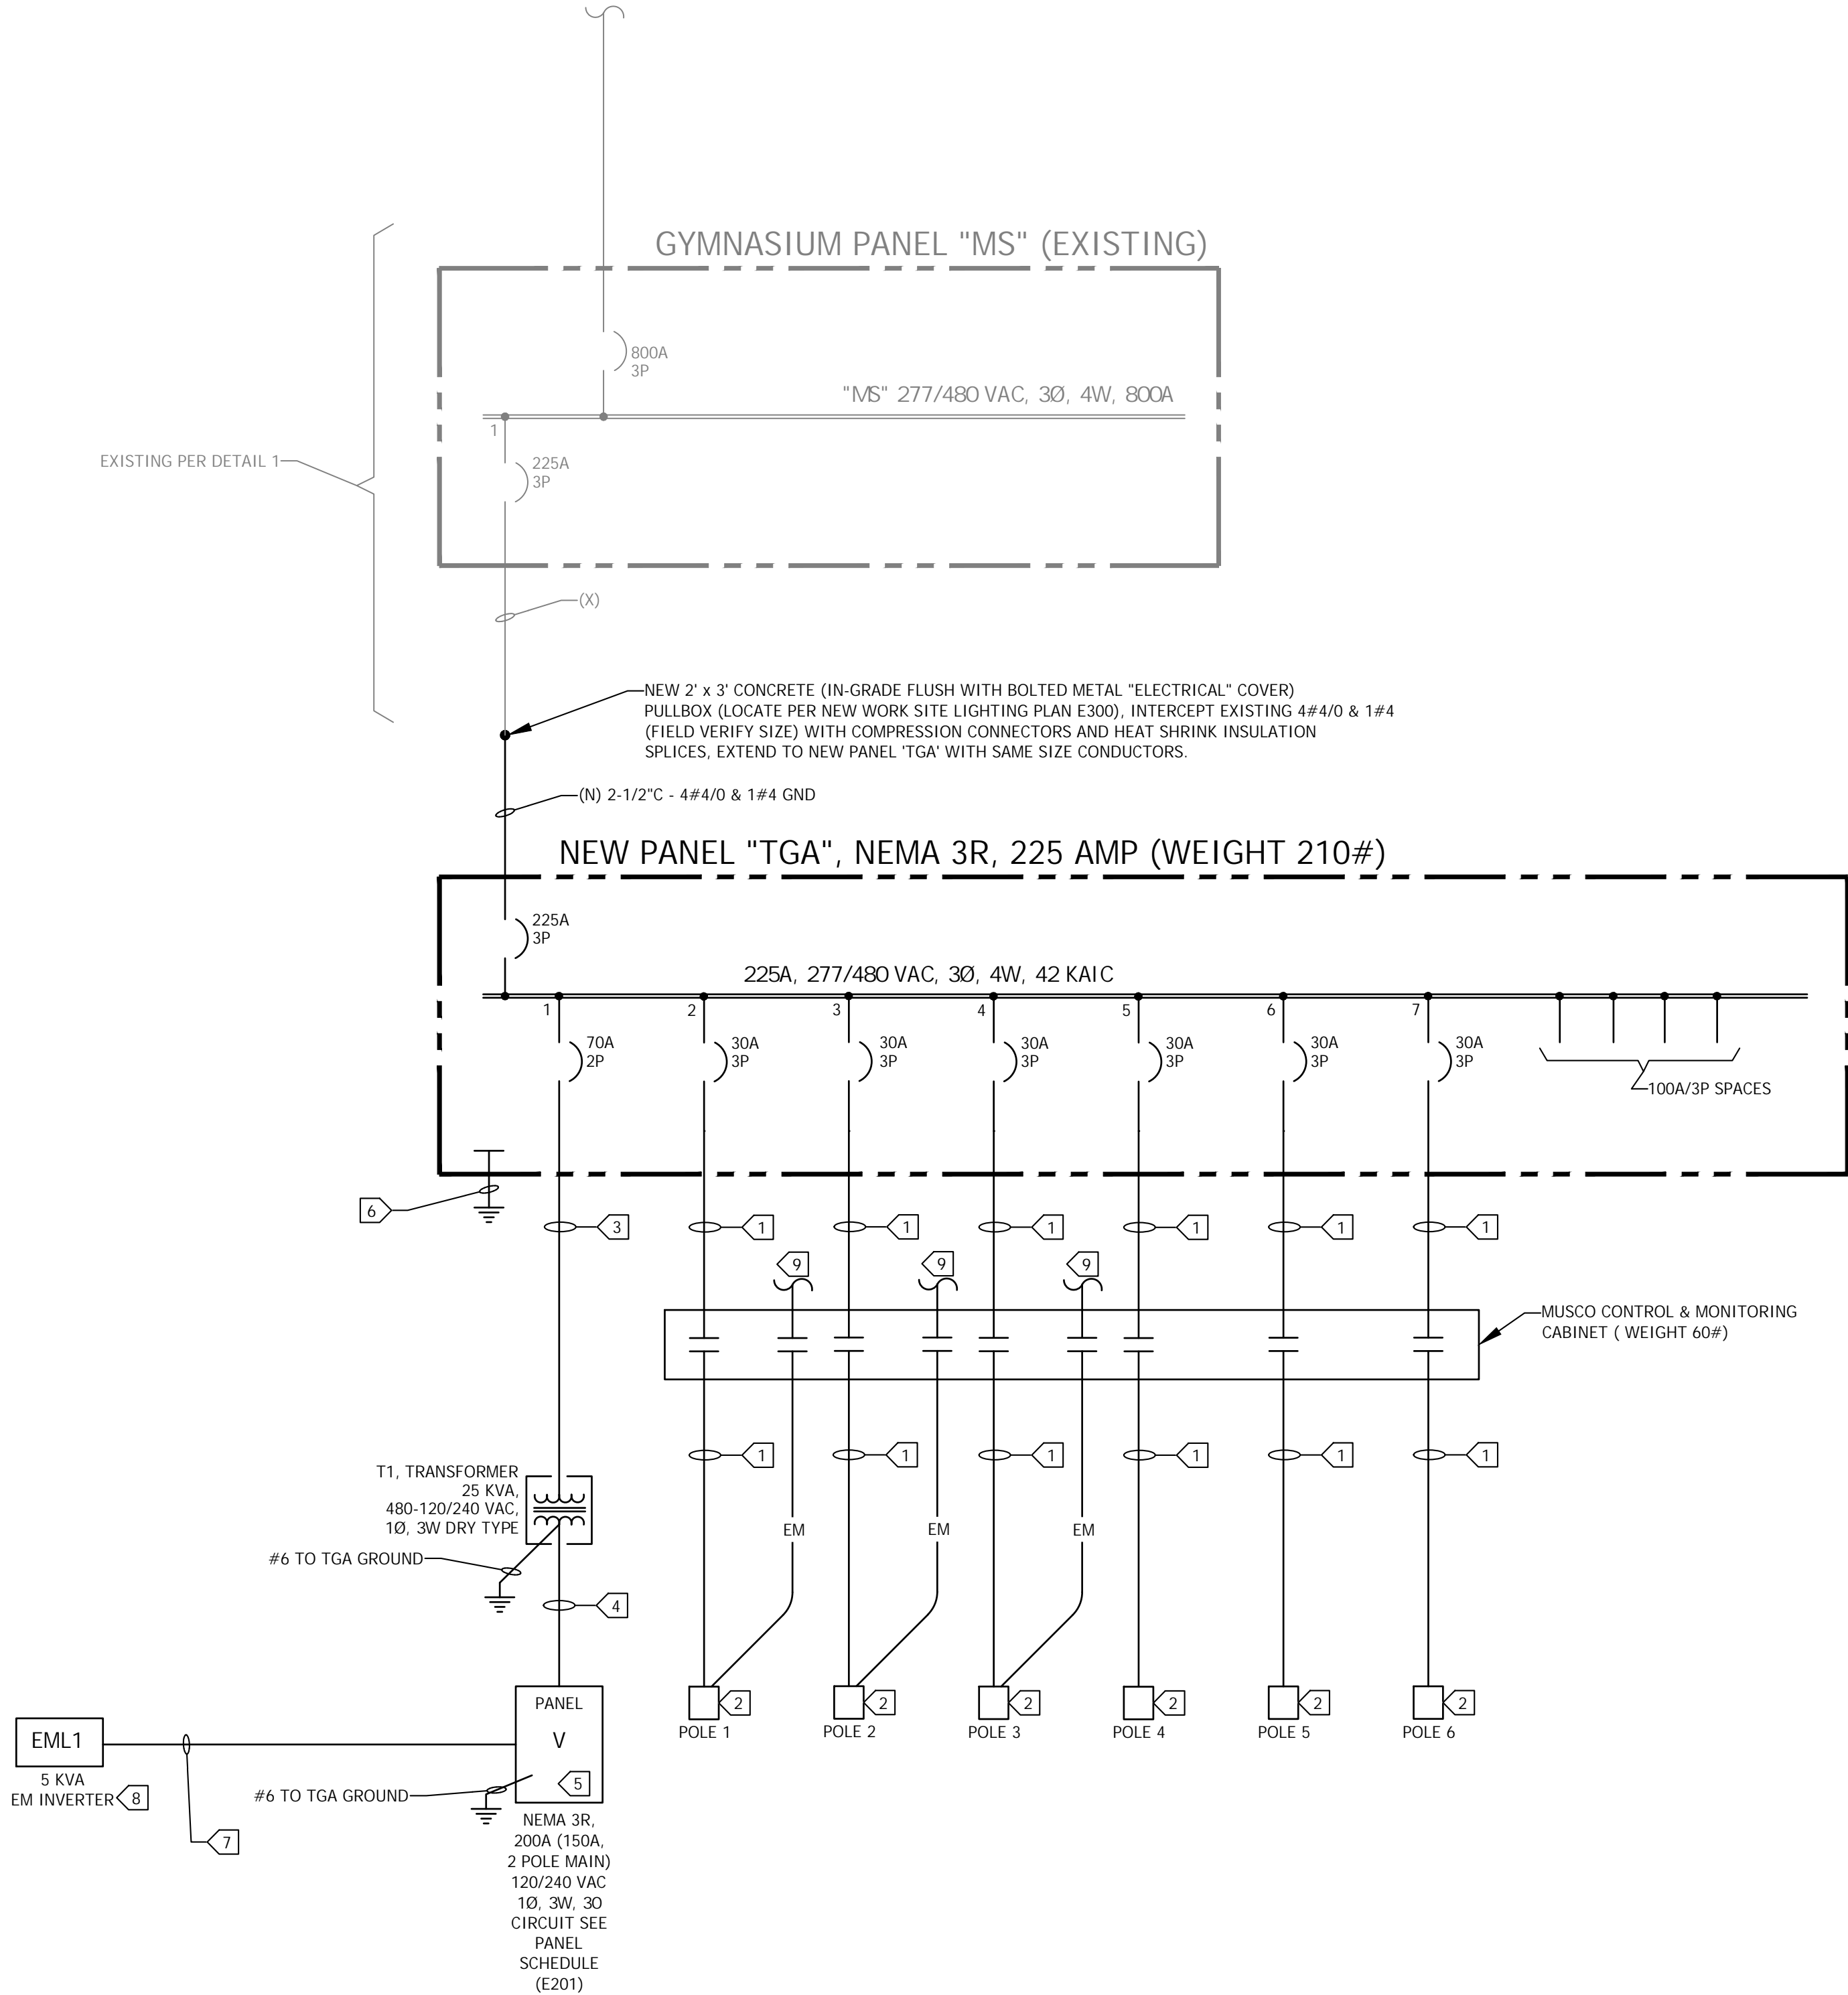 GYMNASIUM PANEL "MS" (EXISTING)
800A
3P
"MS" 277/480 VAC, 3Ø, 4W, 800A
1
225A
3P
EXISTING PER DETAIL 1
(X)
NEW 2' x 3' CONCRETE (IN-GRADE FLUSH WITH BOLTED METAL "ELECTRICAL" COVER)
PULLBOX (LOCATE PER NEW WORK SITE LIGHTING PLAN E300), INTERCEPT EXISTING 4#4/0 & 1#4
(FIELD VERIFY SIZE) WITH COMPRESSION CONNECTORS AND HEAT SHRINK INSULATION
SPLICES, EXTEND TO NEW PANEL 'TGA' WITH SAME SIZE CONDUCTORS.
(N) 2-1/2"C - 4#4/0 & 1#4 GND
NEW PANEL "TGA", NEMA 3R, 225 AMP (WEIGHT 210#)
225A
3P
225A, 277/480 VAC, 3Ø, 4W, 42 KAIC
1 2 3 4 5 6 7
70A
2P
30A
3P
30A
3P
30A
3P
30A
3P
30A
3P
30A
3P
100A/3P SPACES
6
3 1 1 1 1 1 1
9 9 9
MUSCO CONTROL & MONITORING
CABINET ( WEIGHT 60#)
1 1 1 1 1 1
T1, TRANSFORMER
25 KVA,
480-120/240 VAC,
1Ø, 3W DRY TYPE
#6 TO TGA GROUND
EM EM EM
4
PANEL
V
5
2 2 2 2 2 2
POLE 1
POLE 2
POLE 3
POLE 4
POLE 5
POLE 6
EML1
5 KVA
EM INVERTER
8
#6 TO TGA GROUND
7
NEMA 3R,
200A (150A,
2 POLE MAIN)
120/240 VAC
1Ø, 3W, 30
CIRCUIT SEE
PANEL
SCHEDULE
(E201)